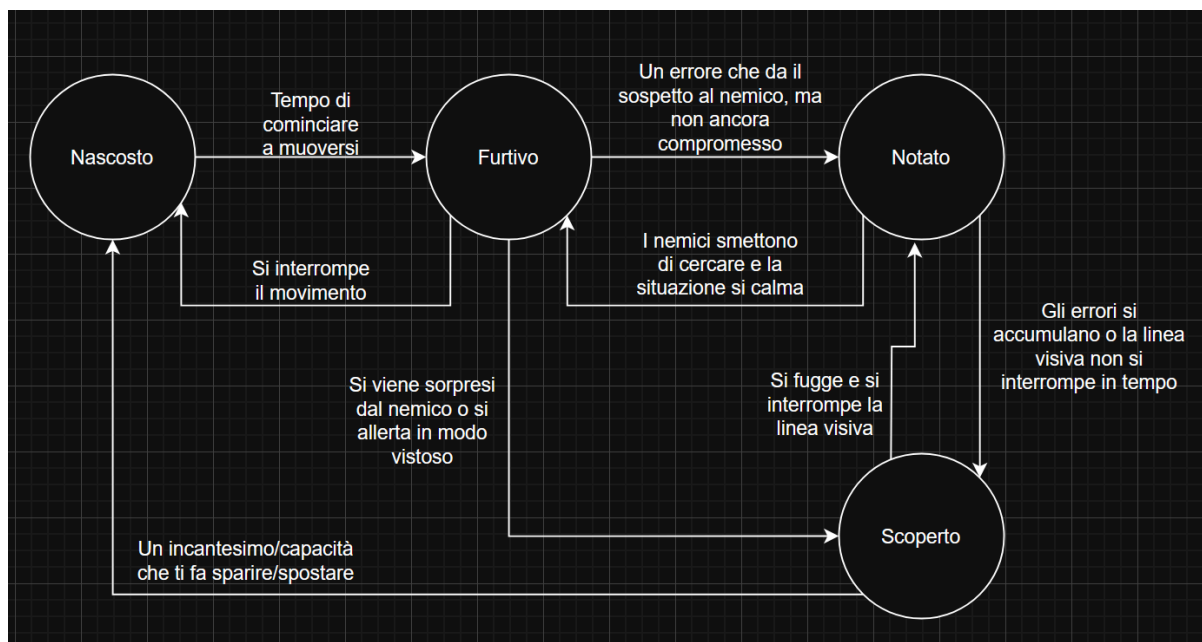 Nascosto
Tempo di
cominciare
a muoversi
Furtivo
Un errore che da il
sospetto al nemico, ma
non ancora
compromesso
Notato
Si interrompe
il movimento
I nemici smettono
di cercare e la
situazione si calma
Gli errori si
accumulano o la linea
visiva non si
interrompe in tempo
Si viene sorpresi
dal nemico o si
allerta in modo
vistoso
Si fugge e si
interrompe la
linea visiva
Scoperto
Un incantesimo/capacità
che ti fa sparire/spostare